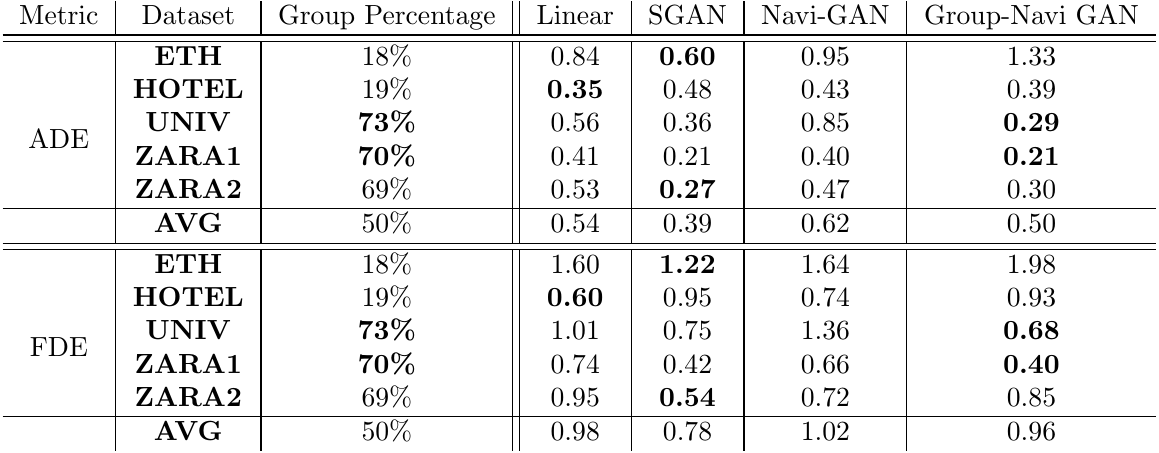 Metric Dataset Group Percentage Linear SGAN Navi-GAN Group-Navi GAN
ETH 18% 0.84 0.60 0.95 1.33
HOTEL 19% 0.35 0.48 0.43 0.39
UNIV 73% 0.56 0.36 0.85 0.29
ADE
ZARA1 70% 0.41 0.21 0.40 0.21
ZARA2 69% 0.53 0.27 0.47 0.30
AVG 50% 0.54 0.39 0.62 0.50
ETH 18% 1.60 1.22 1.64 1.98
HOTEL 19% 0.60 0.95 0.74 0.93
UNIV 73% 1.01 0.75 1.36 0.68
FDE
ZARA1 70% 0.74 0.42 0.66 0.40
ZARA2 69% 0.95 0.54 0.72 0.85
AVG 50% 0.98 0.78 1.02 0.96